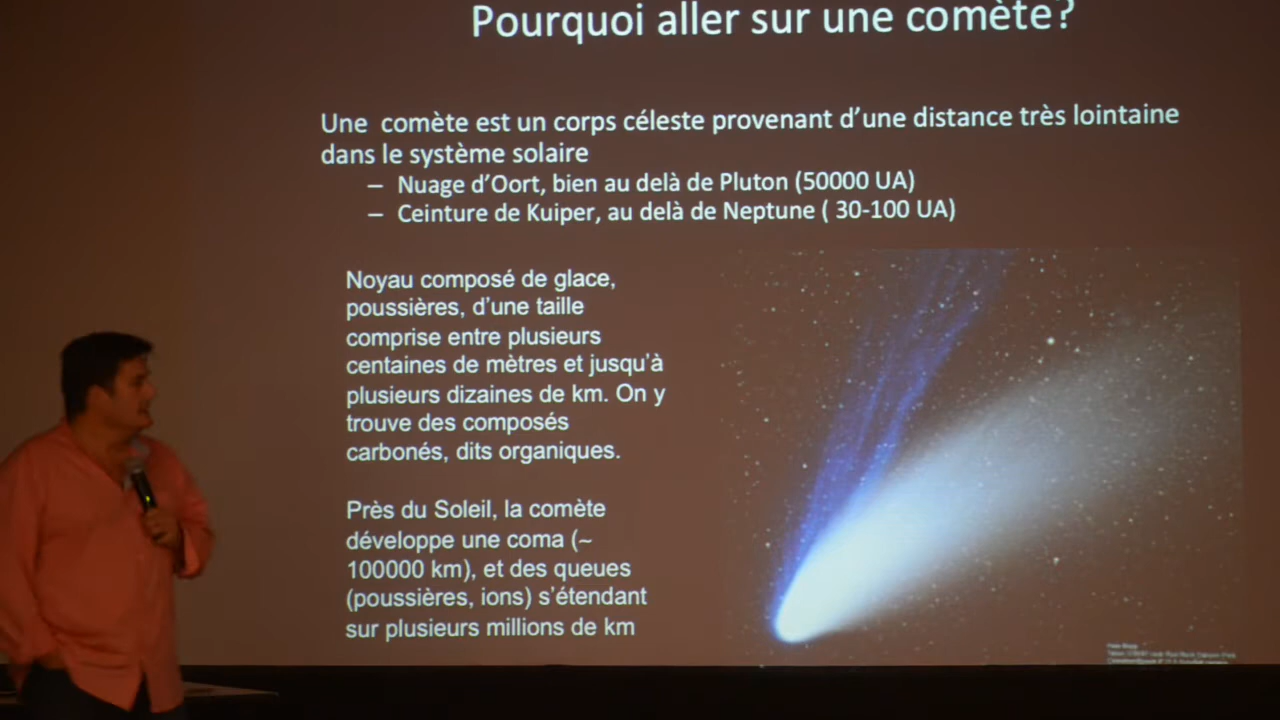 Pourquoi aller sur une comète?
Une comète est un corps céleste provenant d'une distance très lointaine
dans le système solaire
– Nuage d'Oort, bien au delà de Pluton (50000 UA)
– Ceinture de Kuiper, au delà de Neptune ( 30-100 UA)
Noyau composé de glace,
poussières, d'une taille
comprise entre plusieurs
centaines de mètres et jusqu'à
plusieurs dizaines de km. On y
trouve des composés
carbonés, dits organiques.
Près du Soleil, la comète
développe une coma (~
100000 km), et des queues
(poussières, ions) s'étendant
sur plusieurs millions de km